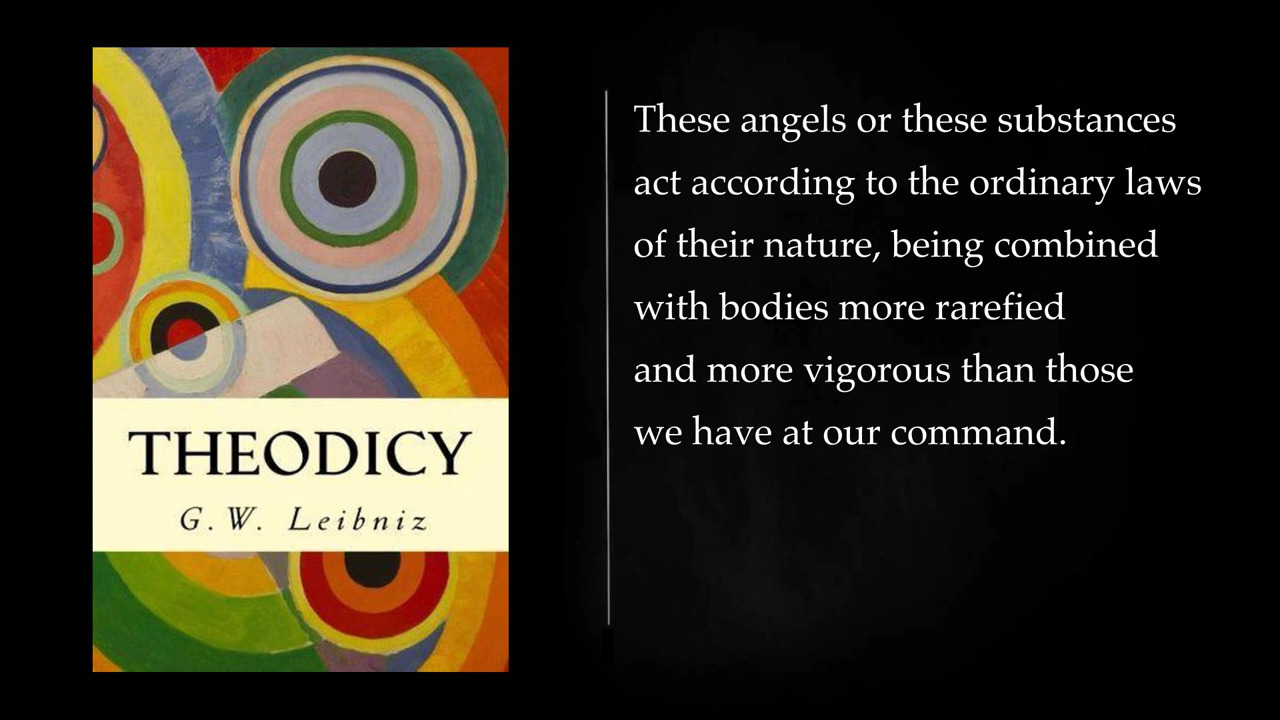 THEODICY
G. W. Leibniz
These angels or these substances
act according to the ordinary laws
of their nature, being combined
with bodies more rarefied
and more vigorous than those
we have at our command.